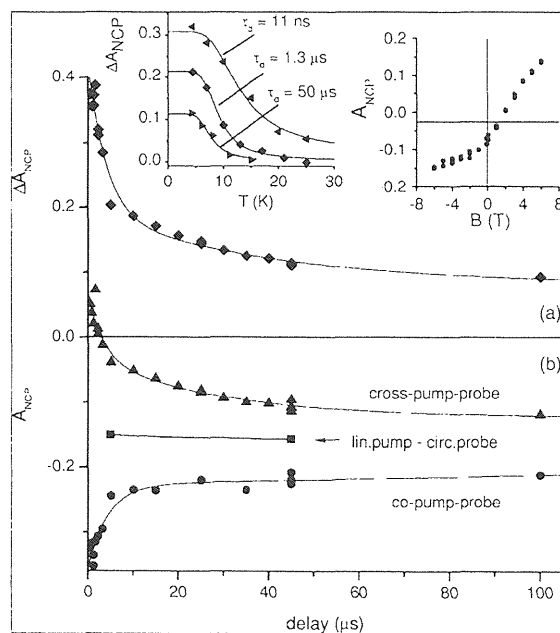 ΔA_NCP
0.4
0.2
0.0
ΔA_NCP
0.3
0.2
0.1
0.0
τ_d = 11 ns
τ_d = 1.3 μs
τ_d = 50 μs
0 10 20 30
T (K)
A_NCP
0.2
0.1
0.0
-0.1
-0.2
-8 -4 0 4 8
B (T)
(a)
(b)
A_NCP
-0.2
cross-pump-probe
lin.pump - circ.probe
co-pump-probe
0 20 40 60 80 100
delay (μs)